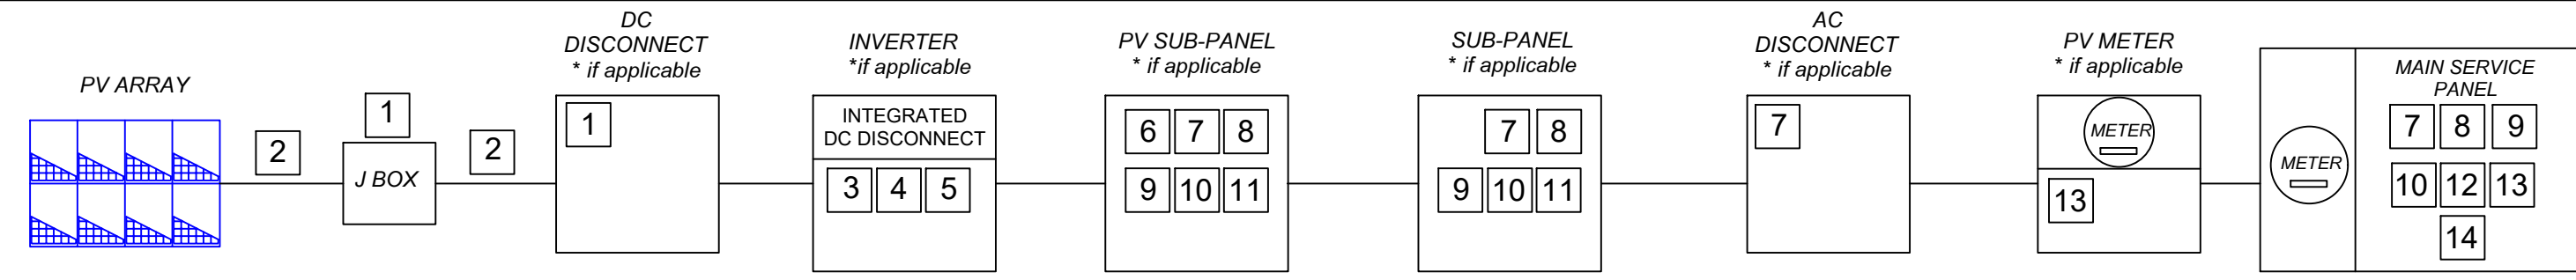 PV ARRAY
2
1
J BOX
2
DC
DISCONNECT
* if applicable
1
INVERTER
*if applicable
INTEGRATED
DC DISCONNECT
3 4 5
PV SUB-PANEL
* if applicable
6 7 8
9 10 11
SUB-PANEL
* if applicable
7 8
9 10 11
AC
DISCONNECT
* if applicable
7
PV METER
* if applicable
METER
13
METER
MAIN SERVICE
PANEL
7 8 9
10 12 13
14